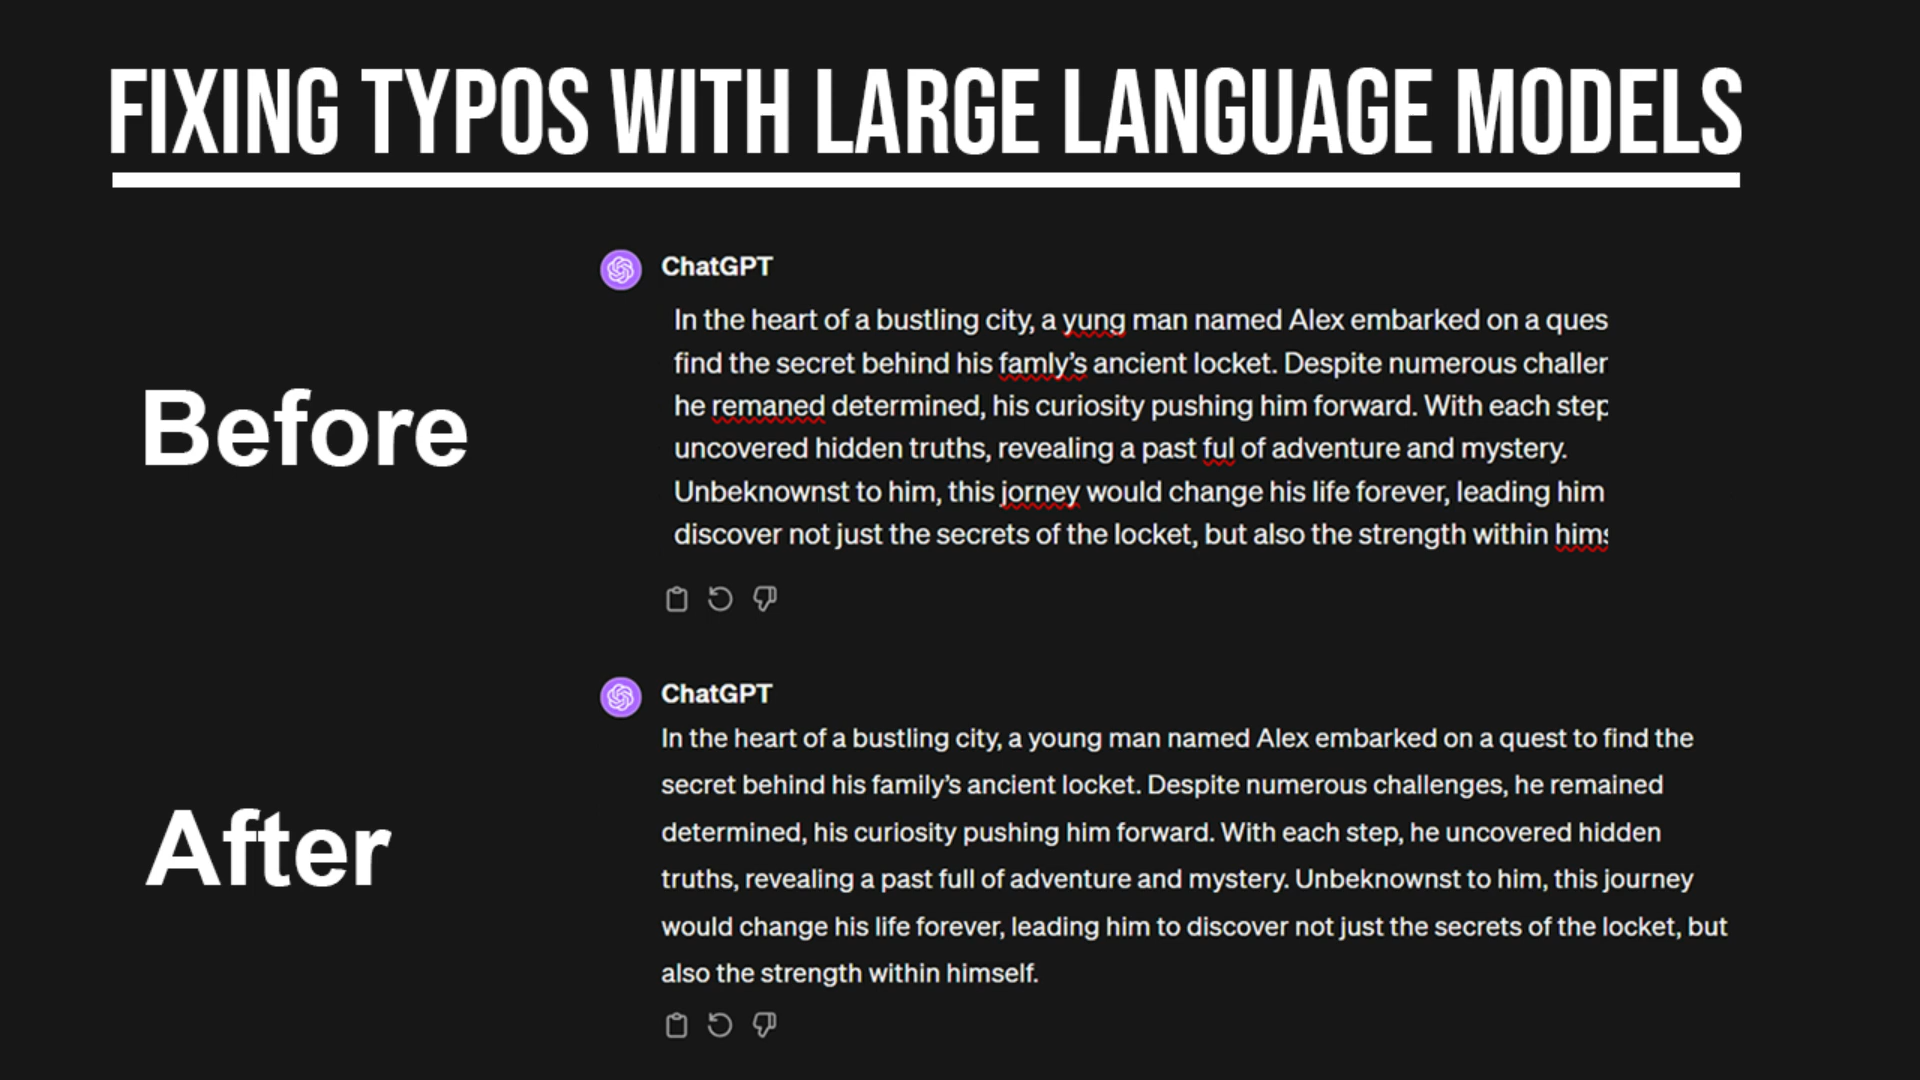 FIXING TYPOS WITH LARGE LANGUAGE MODELS
Before
ChatGPT
In the heart of a bustling city, a yung man named Alex embarked on a ques
find the secret behind his famly’s ancient locket. Despite numerous challen
he remaned determined, his curiosity pushing him forward. With each step
uncovered hidden truths, revealing a past ful of adventure and mystery.
Unbeknownst to him, this jorney would change his life forever, leading him
discover not just the secrets of the locket, but also the strength within hims
After
ChatGPT
In the heart of a bustling city, a young man named Alex embarked on a quest to find the
secret behind his family’s ancient locket. Despite numerous challenges, he remained
determined, his curiosity pushing him forward. With each step, he uncovered hidden
truths, revealing a past full of adventure and mystery. Unbeknownst to him, this journey
would change his life forever, leading him to discover not just the secrets of the locket, but
also the strength within himself.